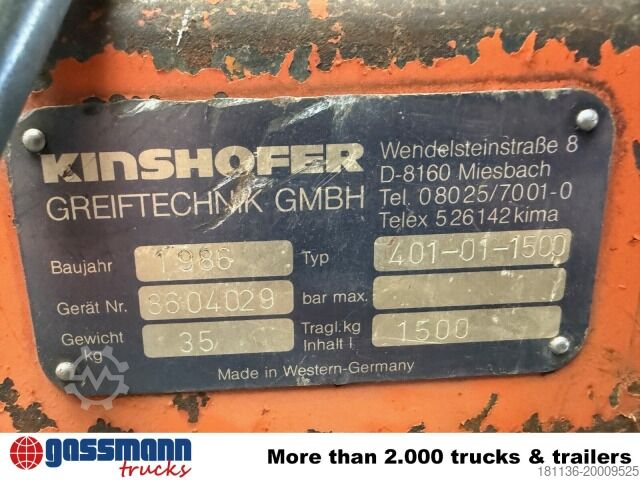 KINSHOFER
GREIFTECHNIK GMBH
Wendelsteinstraße 8
D-8160 Miesbach
Tel. 08025/7001-0
Telex 526142 kima
Baujahr 1986 Typ 401-01-1500
Gerät Nr. 8604029 bar max.
Gewicht kg 35 Tragl. kg Inhalt l 1500
Made in Western-Germany
gassmann trucks
More than 2.000 trucks & trailers
181136-20009525